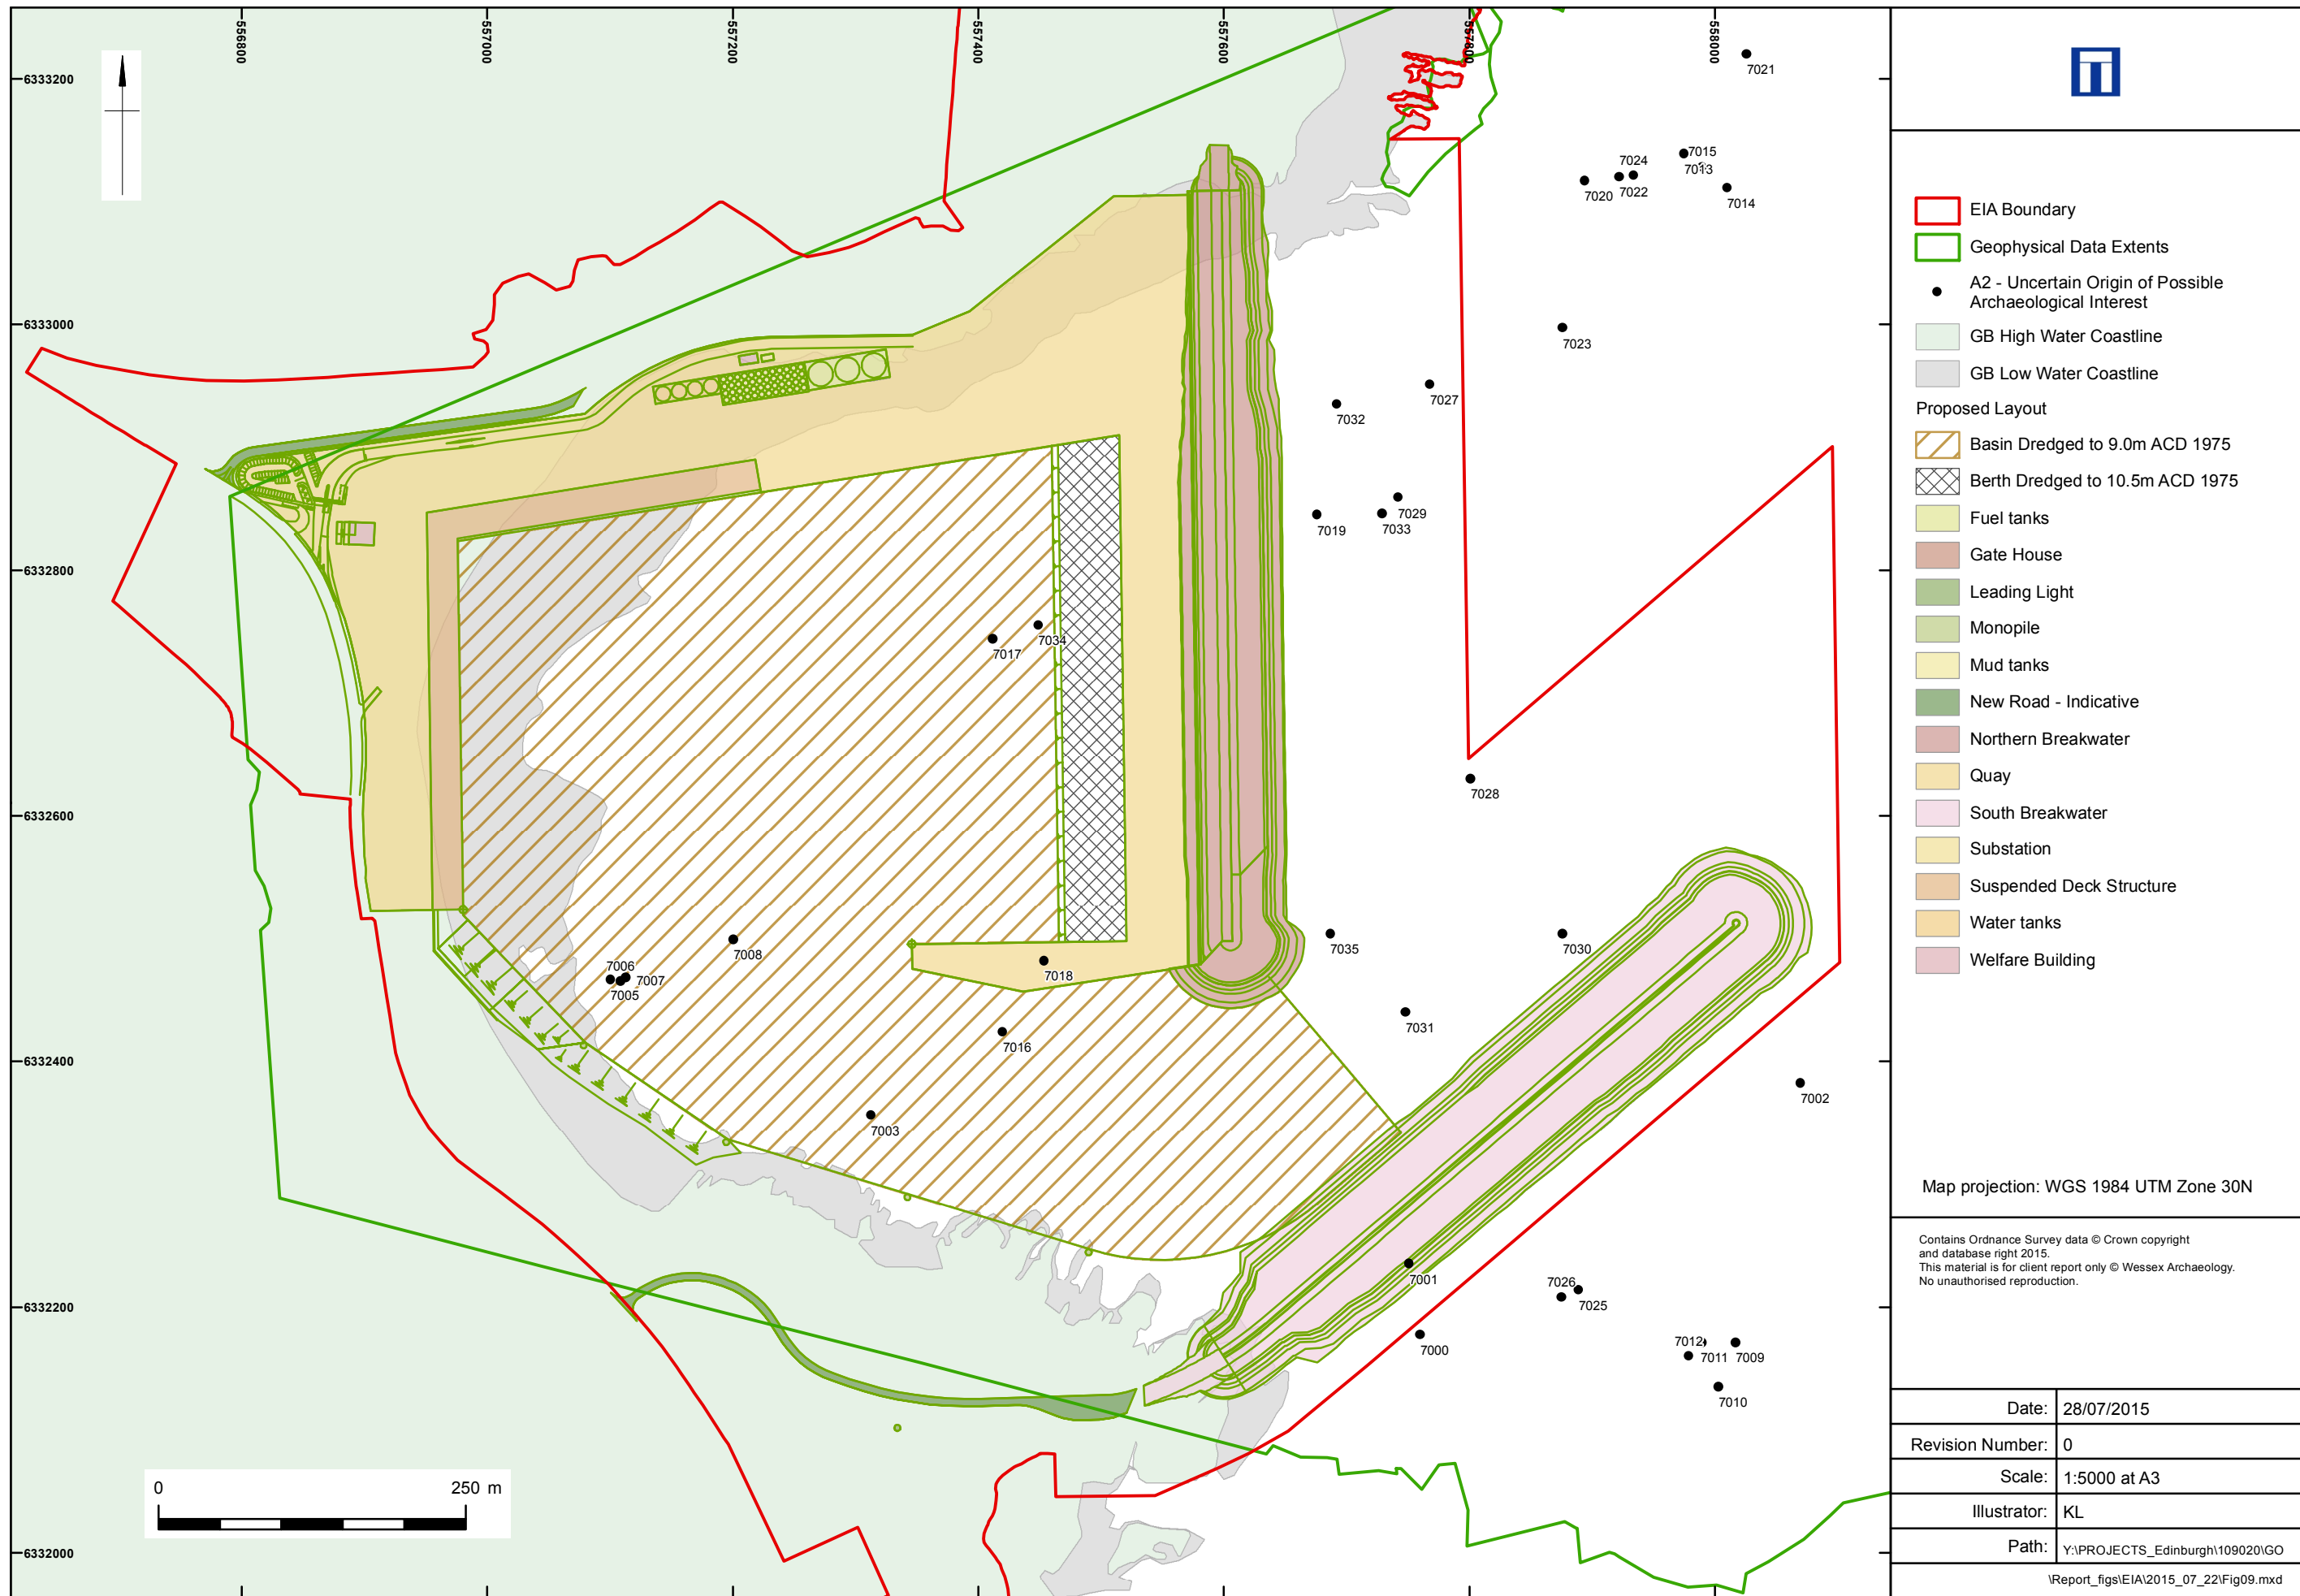 556800
557000
557200
557400
557600
557800
558000
6333200
6333000
6332800
6332600
6332400
6332200
6332000
7021
7015
7013
7024
7020
7022
7014
7023
7027
7032
7029
7019
7033
7034
7017
7028
7008
7035
7030
7006
7007
7005
7018
7031
7016
7002
7003
7001
7026
7025
7000
7012
7011
7009
7010
0
250 m
EIA Boundary
Geophysical Data Extents
A2 - Uncertain Origin of Possible
Archaeological Interest
GB High Water Coastline
GB Low Water Coastline
Proposed Layout
Basin Dredged to 9.0m ACD 1975
Berth Dredged to 10.5m ACD 1975
Fuel tanks
Gate House
Leading Light
Monopile
Mud tanks
New Road - Indicative
Northern Breakwater
Quay
South Breakwater
Substation
Suspended Deck Structure
Water tanks
Welfare Building
Map projection: WGS 1984 UTM Zone 30N
Contains Ordnance Survey data © Crown copyright
and database right 2015.
This material is for client report only © Wessex Archaeology.
No unauthorised reproduction.
Date: 28/07/2015
Revision Number: 0
Scale: 1:5000 at A3
Illustrator: KL
Path: Y:\PROJECTS_Edinburgh\109020\GO
\Report_figs\EIA\2015_07_22\Fig09.mxd